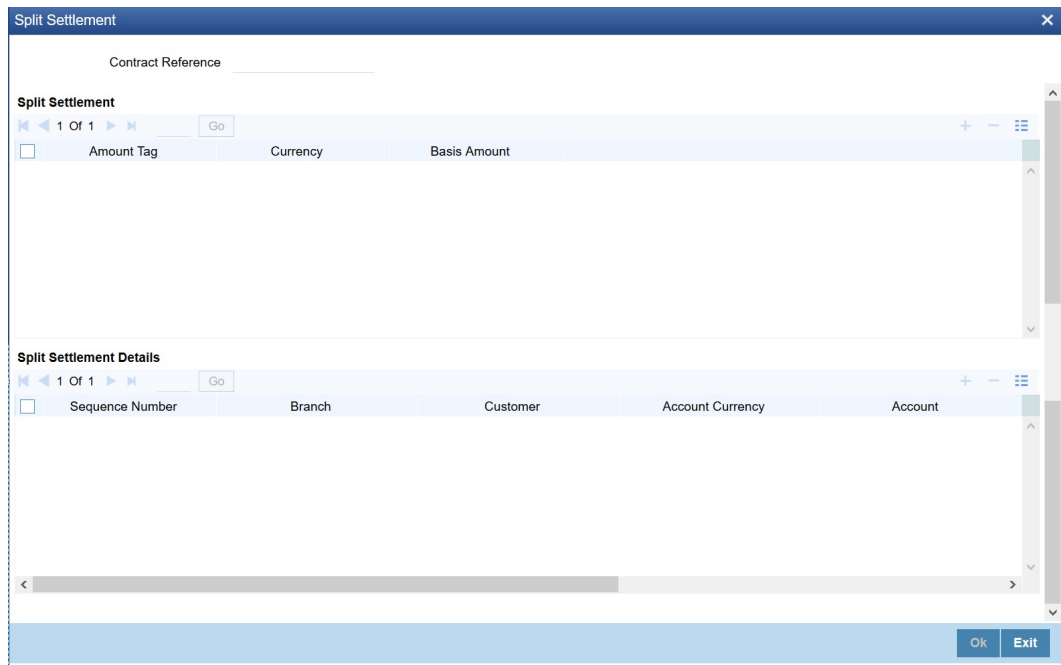 Split Settlement
Contract Reference
Split Settlement
1 Of 1 Go
Amount Tag Currency Basis Amount
Split Settlement Details
1 Of 1 Go
Sequence Number Branch Customer Account Currency Account
Ok Exit